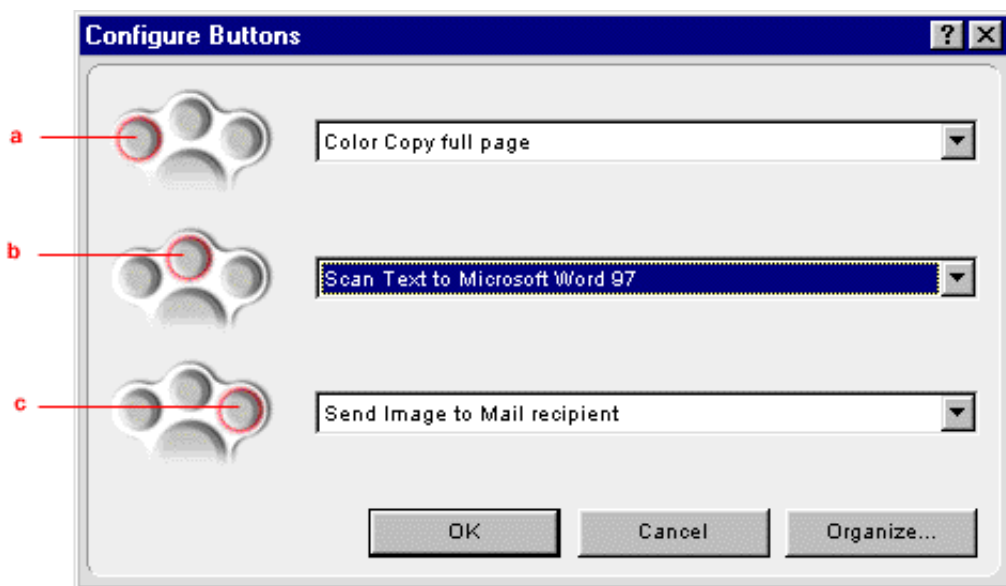 Configure Buttons
a
Color Copy full page
b
Scan Text to Microsoft Word 97
c
Send Image to Mail recipient
OK Cancel Organize...